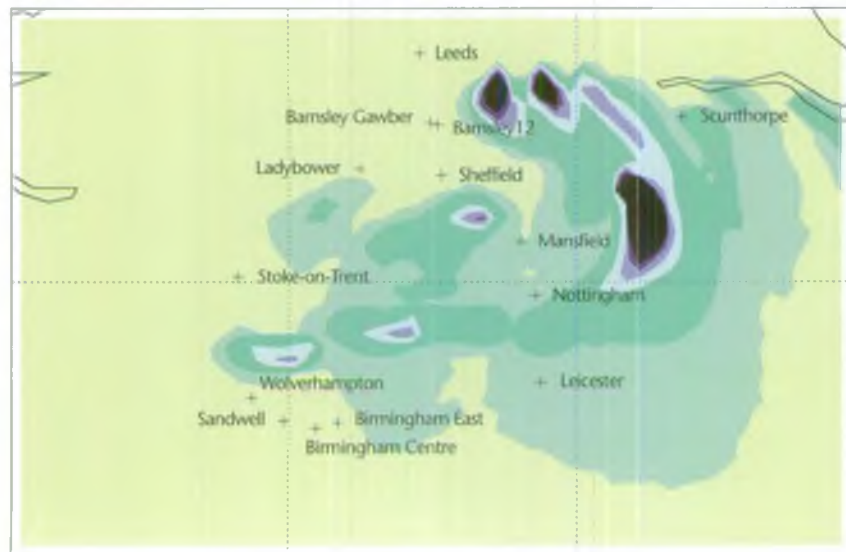 Leeds
Barnsley Gawber
Barnsley12
Scunthorpe
Ladybower
Sheffield
Mansfield
Stoke-on-Trent
Nottingham
Wolverhampton
Leicester
Sandwell
Birmingham East
Birmingham Centre